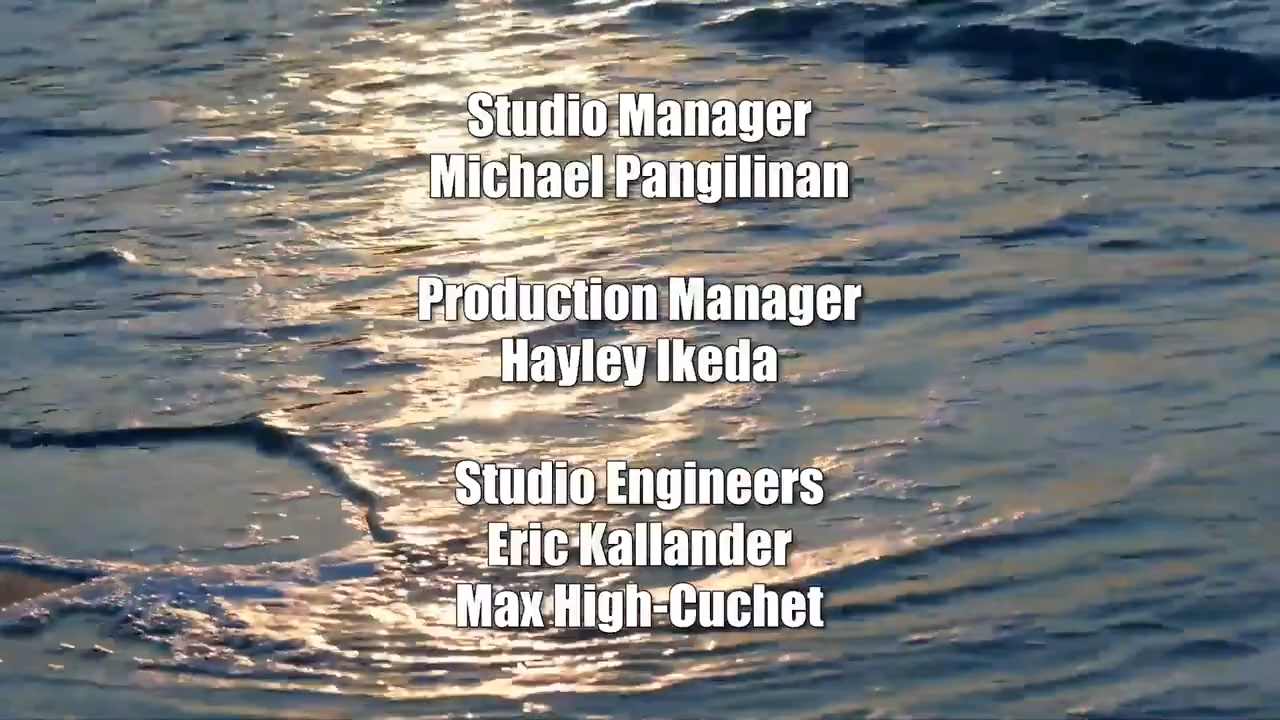 Studio Manager
Michael Pangilinan
Production Manager
Hayley Ikeda
Studio Engineers
Eric Kallander
Max High-Cuchet